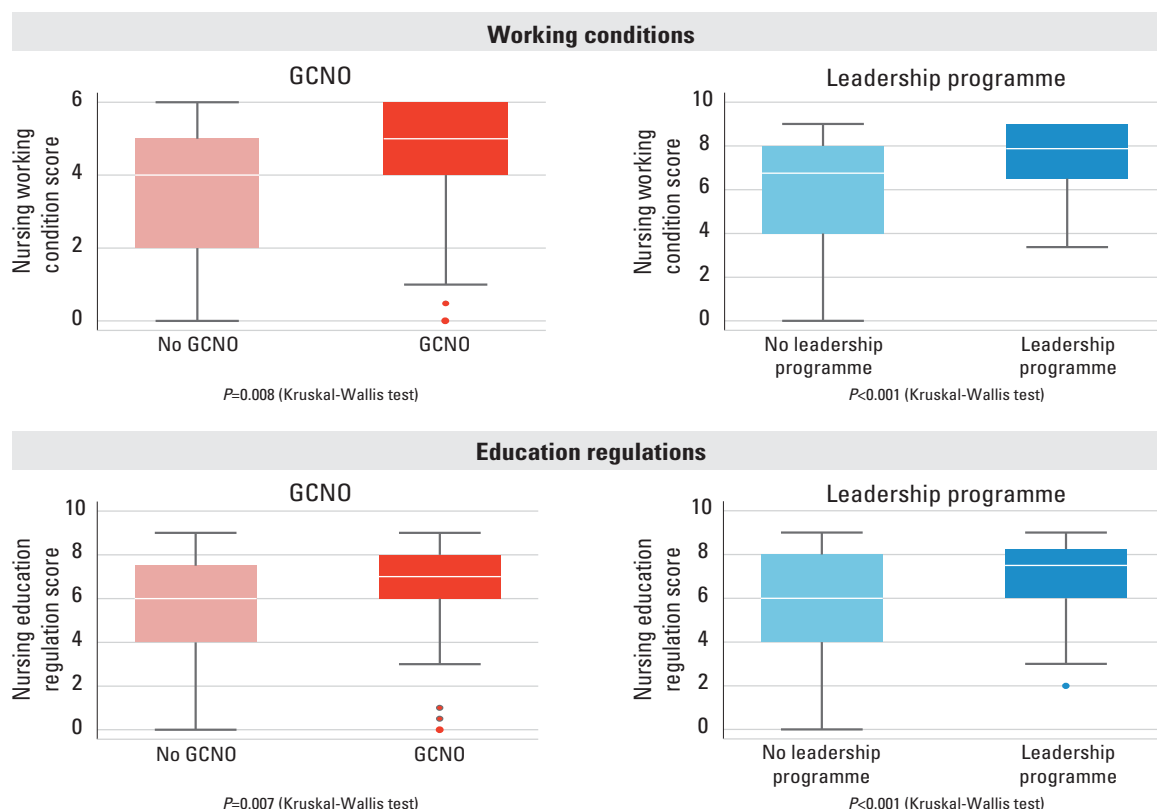 Working conditions
GCNO
Nursing working
condition score
6
4
2
0
No GCNO
GCNO
P=0.008 (Kruskal-Wallis test)
Leadership programme
Nursing working
condition score
10
8
6
4
2
0
No leadership
programme
Leadership
programme
P<0.001 (Kruskal-Wallis test)
Education regulations
GCNO
Nursing education
regulation score
10
8
6
4
2
0
No GCNO
GCNO
P=0.007 (Kruskal-Wallis test)
Leadership programme
Nursing education
regulation score
10
8
6
4
2
0
No leadership
programme
Leadership
programme
P<0.001 (Kruskal-Wallis test)